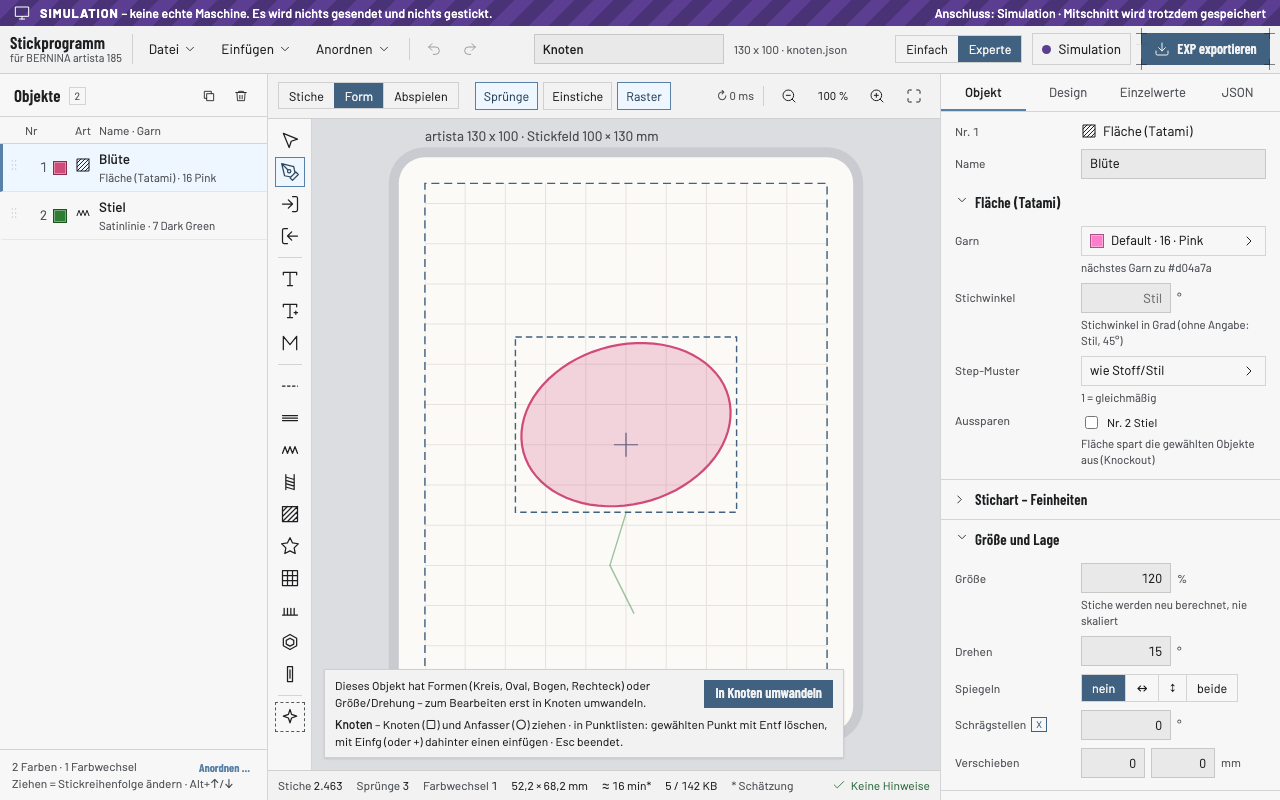 SIMULATION – keine echte Maschine. Es wird nichts gesendet und nichts gestickt.
Anschluss: Simulation · Mitschnitt wird trotzdem gespeichert
Stickprogramm
für BERNINA artista 185
Datei
Einfügen
Anordnen
Knoten
130 x 100 · knoten.json
Einfach
Experte
Simulation
EXP exportieren
Objekte
2
Nr
Art
Name · Garn
1
Blüte
Fläche (Tatami) · 16 Pink
2
Stiel
Satinlinie · 7 Dark Green
2 Farben · 1 Farbwechsel
Anordnen ...
Ziehen = Stickreihenfolge ändern · Alt+↑/↓
Stiche
Form
Abspielen
Sprünge
Einstiche
Raster
↻ 0 ms
100 %
artista 130 x 100 · Stickfeld 100 × 130 mm
Dieses Objekt hat Formen (Kreis, Oval, Bogen, Rechteck) oder
Größe/Drehung – zum Bearbeiten erst in Knoten umwandeln.
In Knoten umwandeln
Knoten – Knoten (□) und Anfasser (○) ziehen · in Punktlisten: gewählten Punkt mit Entf löschen,
mit Einfg (oder +) dahinter einen einfügen · Esc beendet.
Stiche 2.463
Sprünge 3
Farbwechsel 1
52,2 × 68,2 mm
≈ 16 min*
5 / 142 KB
* Schätzung
Keine Hinweise
Objekt
Design
Einzelwerte
JSON
Nr. 1
Fläche (Tatami)
Name
Blüte
Fläche (Tatami)
Garn
Default · 16 · Pink
nächstes Garn zu #d04a7a
Stichwinkel
Stil
°
Stichwinkel in Grad (ohne Angabe:
Stil, 45°)
Step-Muster
wie Stoff/Stil
1 = gleichmäßig
Aussparen
Nr. 2 Stiel
Fläche spart die gewählten Objekte
aus (Knockout)
Stichart – Feinheiten
Größe und Lage
Größe
120
%
Stiche werden neu berechnet, nie
skaliert
Drehen
15
°
Spiegeln
nein
↔
↕
beide
Schrägstellen
X
0
°
Verschieben
0
0
mm